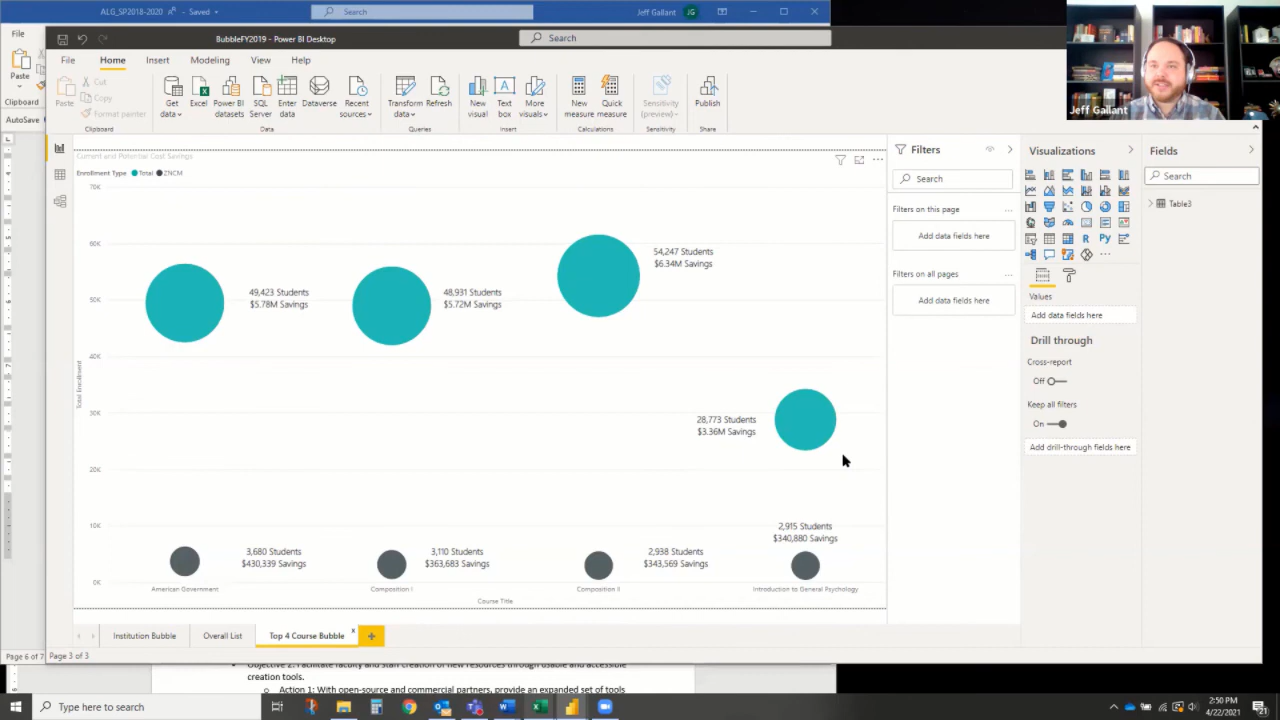 ALG_SP2018-2020 - Saved
Search
Jeff Gallant
JG
File
BubbleFY2019 - Power BI Desktop
Search
File
Home
Insert
Modeling
View
Help
Paste
Clipboard
AutoSave
Paste
Cut
Copy
Format painter
Get data
Excel
Power BI datasets
SQL Server
Enter data
Dataverse
Recent sources
Transform data
Refresh
New visual
Text box
More visuals
New measure
Quick measure
Sensitivity (preview)
Publish
Clipboard
Data
Queries
Insert
Calculations
Sensitivity
Share
Jeff Gallant
Current and Potential Cost Savings
Enrollment Type Total ZNCM
70K
60K
50K
40K
30K
20K
10K
0K
Total Enrollment
49,423 Students
$5.78M Savings
48,931 Students
$5.72M Savings
54,247 Students
$6.34M Savings
28,773 Students
$3.36M Savings
3,680 Students
$430,339 Savings
3,110 Students
$363,683 Savings
2,938 Students
$343,569 Savings
2,915 Students
$340,880 Savings
American Government
Composition I
Composition II
Introduction to General Psychology
Course Title
Filters
Search
Filters on this page
Add data fields here
Filters on all pages
Add data fields here
Visualizations
R
Py
Values
Add data fields here
Drill through
Cross-report
Off
Keep all filters
On
Add drill-through fields here
Fields
Search
Table3
Institution Bubble
Overall List
Top 4 Course Bubble
Page 6 of 7
Page 3 of 3
Objective 2: Facilitate faculty and staff creation of new resources through usable and accessible
creation tools.
Action 1: With open-source and commercial partners, provide an expanded set of tools
Type here to search
2:50 PM
4/22/2021
21